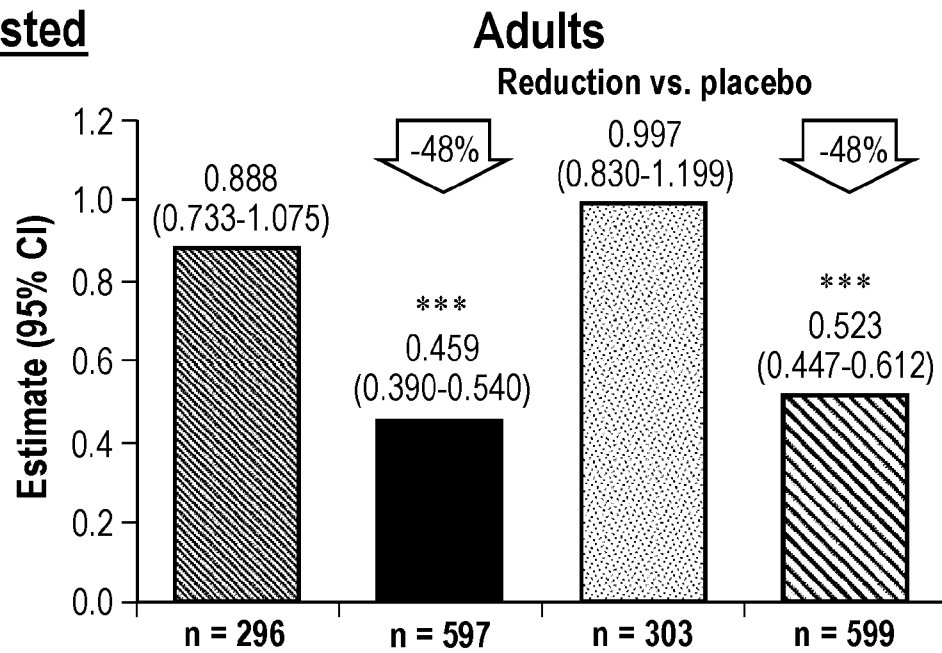 sted
Adults
Reduction vs. placebo
Estimate (95% CI)
1.2
1.0
0.8
0.6
0.4
0.2
0.0
0.888
(0.733-1.075)
-48%
***
0.459
(0.390-0.540)
0.997
(0.830-1.199)
-48%
***
0.523
(0.447-0.612)
n = 296
n = 597
n = 303
n = 599